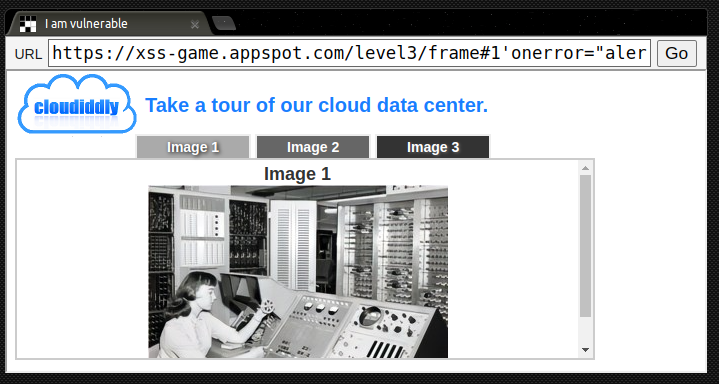 I am vulnerable
URL https://xss-game.appspot.com/level3/frame#1'onerror="aler Go
cloudiddly Take a tour of our cloud data center.
Image 1 Image 2 Image 3
Image 1